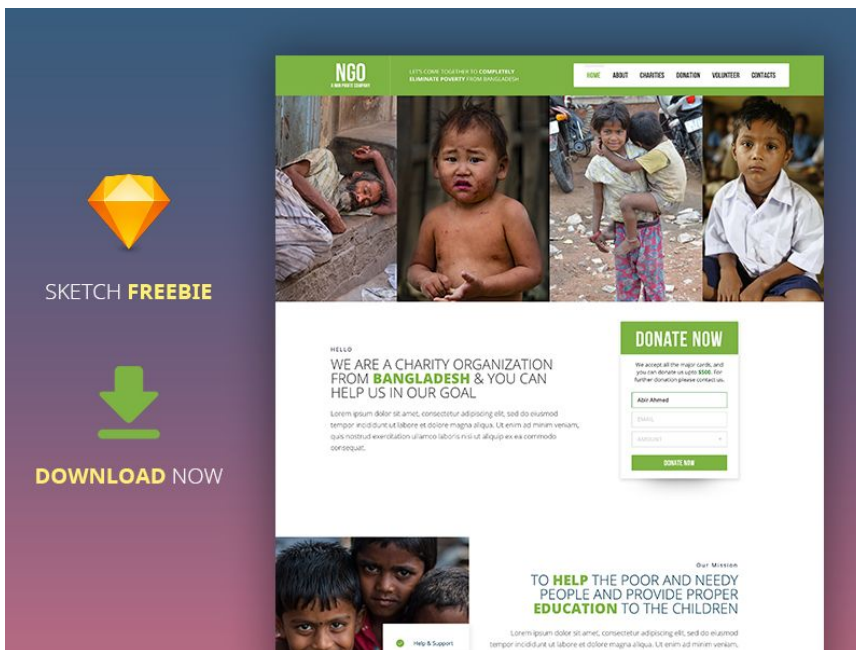 NGO
A NON PROFIT COMPANY
LET'S COME TOGETHER TO COMPLETELY
ELIMINATE POVERTY FROM BANGLADESH
HOME ABOUT CHARITIES DONATION VOLUNTEER CONTACTS
SKETCH FREEBIE
DOWNLOAD NOW
HELLO
WE ARE A CHARITY ORGANIZATION
FROM BANGLADESH & YOU CAN
HELP US IN OUR GOAL
Lorem ipsum dolor sit amet, consectetur adipiscing elit, sed do eiusmod
tempor incididunt ut labore et dolore magna aliqua. Ut enim ad minim veniam,
quis nostrud exercitation ullamco laboris nisi ut aliquip ex ea commodo
consequat.
DONATE NOW
We accept all the major cards, and
you can donate us upto $500. For
further donation please contact us.
Abir Ahmed
EMAIL
AMOUNT
DONATE NOW
Our Mission
TO HELP THE POOR AND NEEDY
PEOPLE AND PROVIDE PROPER
EDUCATION TO THE CHILDREN
Lorem ipsum dolor sit amet, consectetur adipiscing elit, sed do eiusmod
tempor incididunt ut labore et dolore magna aliqua. Ut enim ad minim veniam,
Help & Support